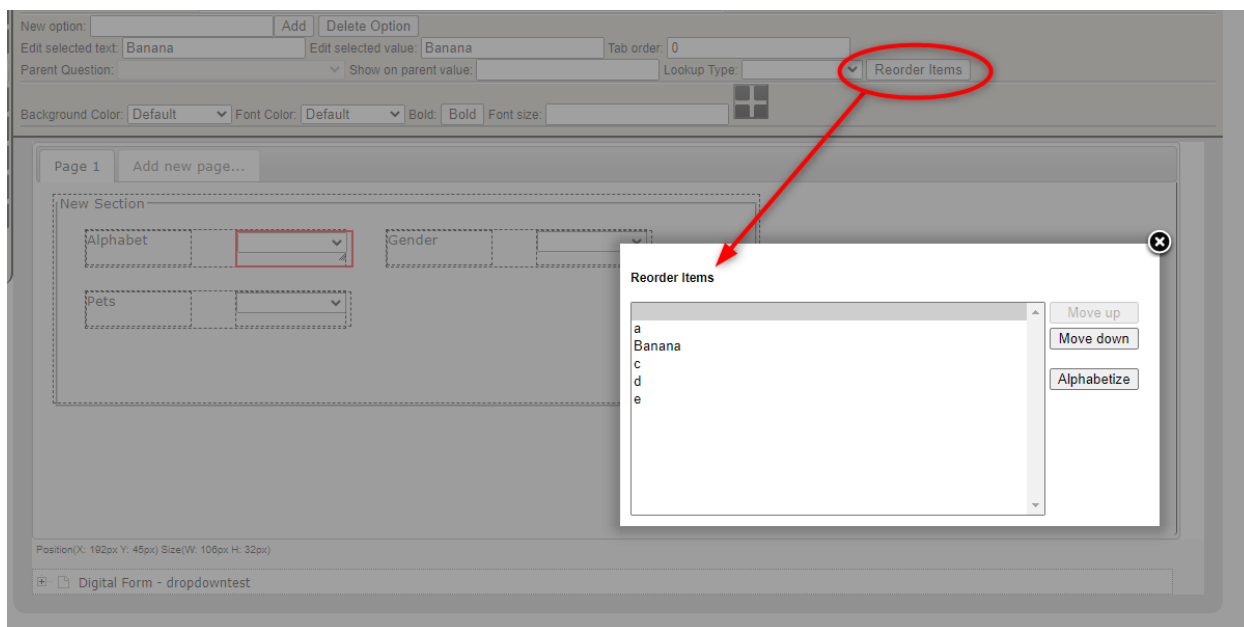 New option: Add Delete Option
Edit selected text: Banana Edit selected value: Banana Tab order: 0
Parent Question: Show on parent value: Lookup Type: Reorder Items
Background Color: Default Font Color: Default Bold: Bold Font size:
Page 1 Add new page...
New Section
Alphabet Gender
Pets
Reorder Items
a
Banana
c
d
e
Move up
Move down
Alphabetize
Position(X: 192px Y: 45px) Size(W: 106px H: 32px)
Digital Form - dropdowntest